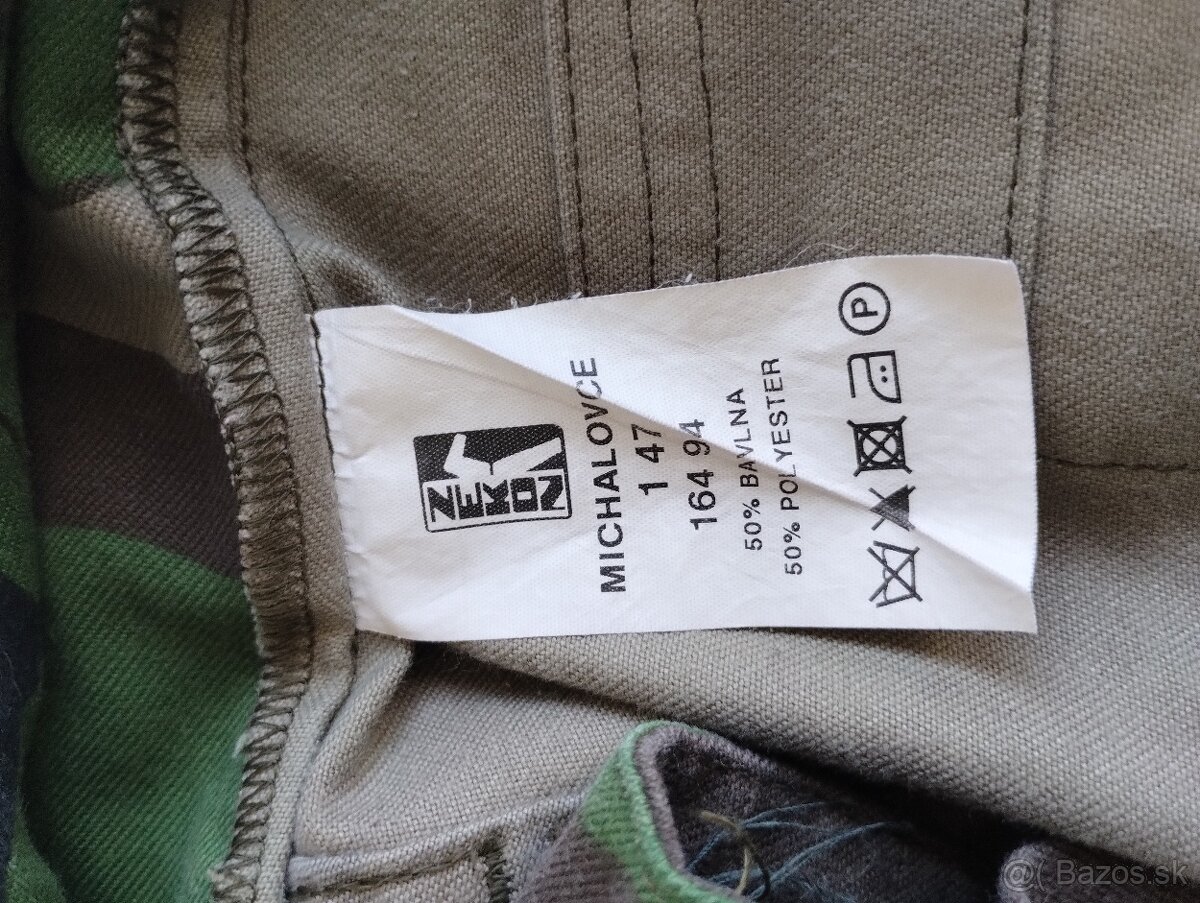 ZEKON
MICHALOVCE
1 47
164 94
50% BAVLNA
50% POLYESTER
P
@( Bazos.sk